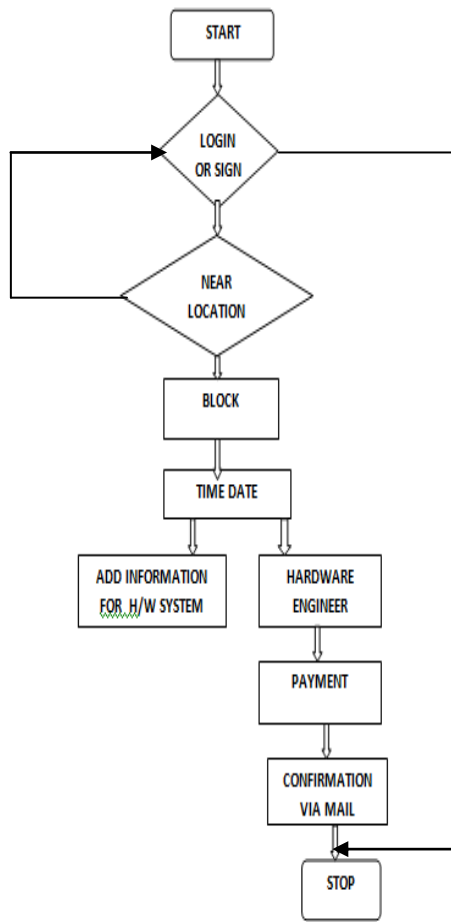 START
LOGIN
OR SIGN
NEAR
LOCATION
BLOCK
TIME DATE
ADD INFORMATION
FOR H/W SYSTEM
HARDWARE
ENGINEER
PAYMENT
CONFIRMATION
VIA MAIL
STOP